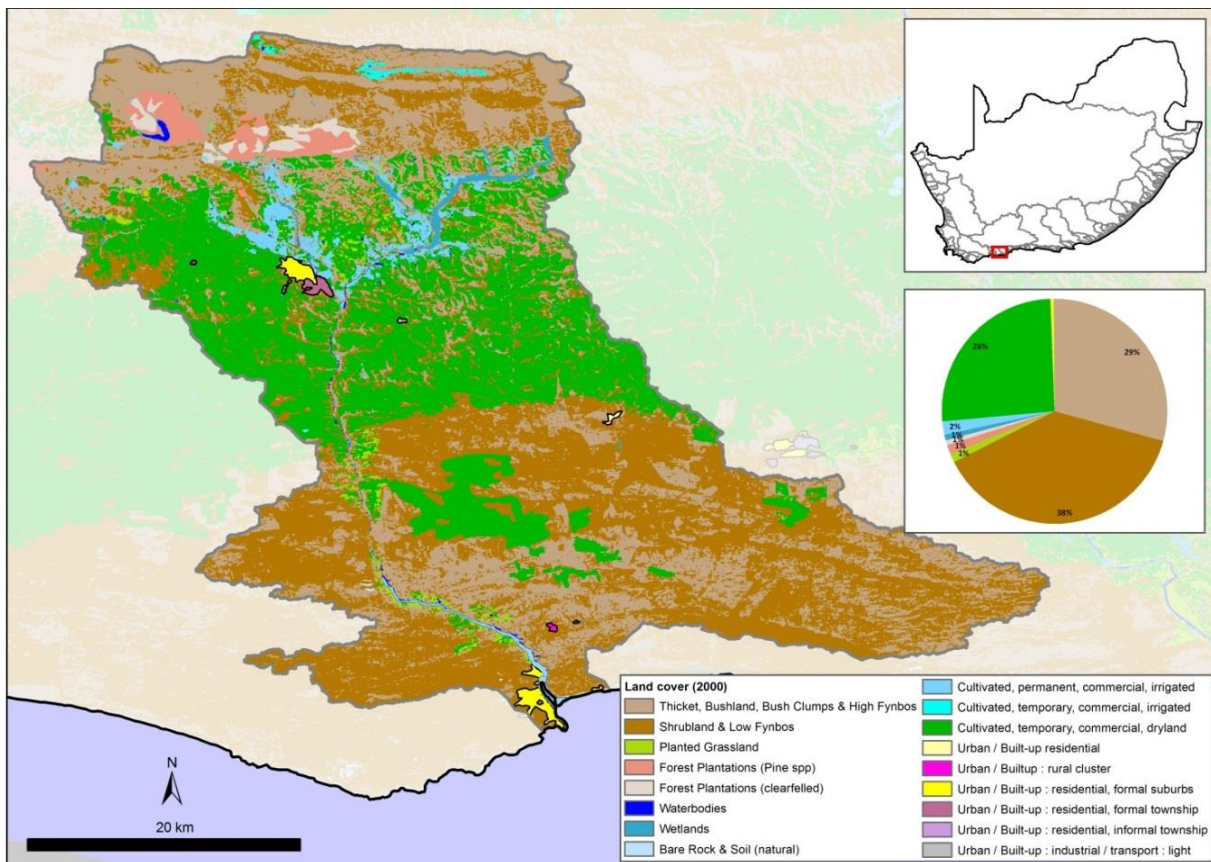 29%
26%
2%
1%
1%
1%
1%
38%
N
20 km
Land cover (2000)
Thicket, Bushland, Bush Clumps & High Fynbos
Shrubland & Low Fynbos
Planted Grassland
Forest Plantations (Pine spp)
Forest Plantations (clearfelled)
Waterbodies
Wetlands
Bare Rock & Soil (natural)
Cultivated, permanent, commercial, irrigated
Cultivated, temporary, commercial, irrigated
Cultivated, temporary, commercial, dryland
Urban / Built-up residential
Urban / Builtup : rural cluster
Urban / Built-up : residential, formal suburbs
Urban / Built-up : residential, formal township
Urban / Built-up : residential, informal township
Urban / Built-up : industrial / transport : light